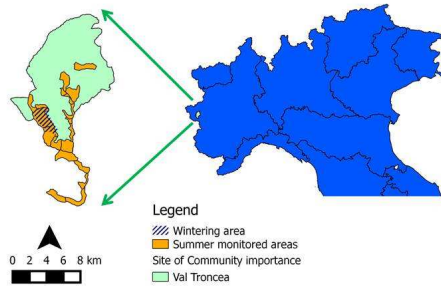 Legend
Wintering area
Summer monitored areas
Site of Community importance
Val Troncea
0 2 4 6 8 km